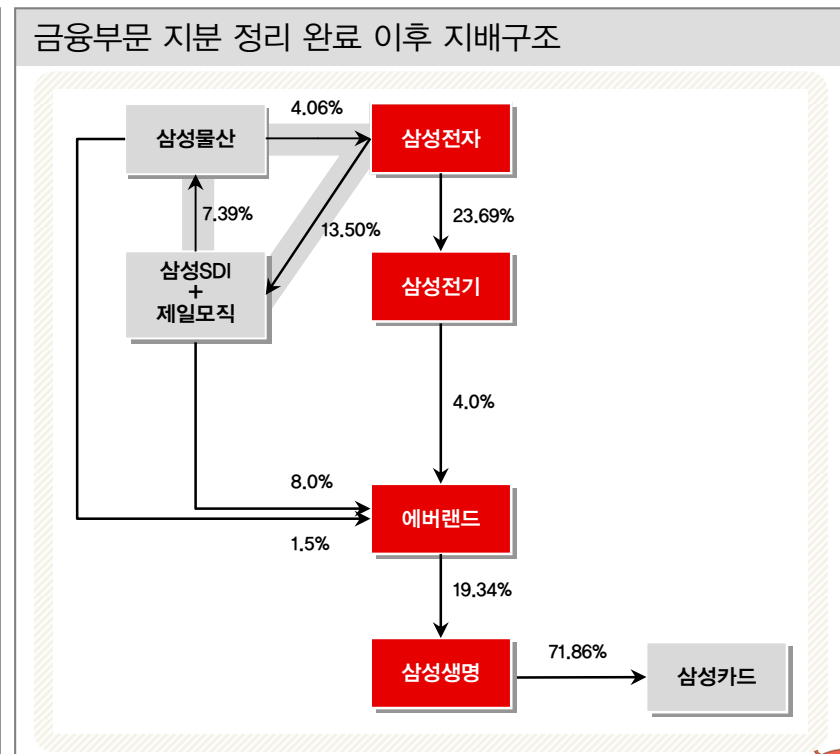 금융부문 지분 정리 완료 이후 지배구조
4.06%
삼성물산
삼성전자
7.39%
13.50%
23.69%
삼성SDI
+
제일모직
삼성전기
4.0%
8.0%
에버랜드
1.5%
19.34%
삼성생명
71.86%
삼성카드